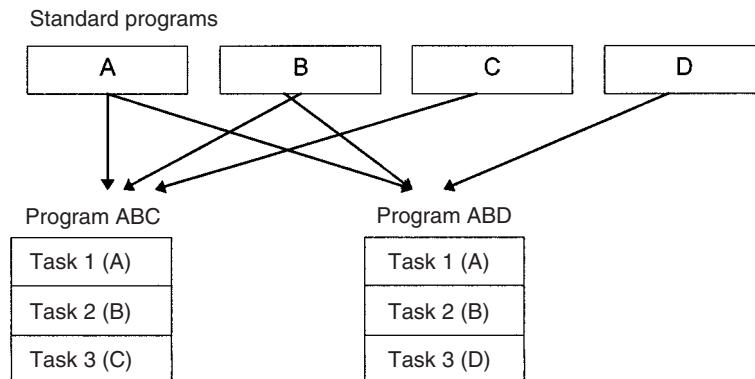 Standard programs
A B C D
Program ABC Program ABD
Task 1 (A) Task 1 (A)
Task 2 (B) Task 2 (B)
Task 3 (C) Task 3 (D)